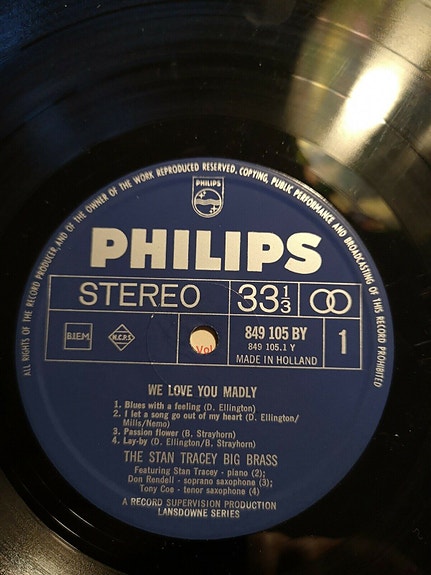 ALL RIGHTS OF THE RECORD PRODUCER AND OF THE OWNER OF THE WORK REPRODUCED RESERVED. COPYING, PUBLIC PERFORMANCE AND BROADCASTING OF THIS RECORD PROHIBITED
PHILIPS
PHILIPS
STEREO 33 1/3
B.I.E.M. N.C.B. Vol 849 105 BY 1
849 105.1 Y
MADE IN HOLLAND
WE LOVE YOU MADLY
1. Blues with a feeling (D. Ellington)
2. I let a song go out of my heart (D. Ellington/
Mills/Nemo)
3. Passion flower (B. Strayhorn)
4. Lay-by (D. Ellington/B. Strayhorn)
THE STAN TRACEY BIG BRASS
Featuring Stan Tracey - piano (2);
Don Rendell - soprano saxophone (3);
Tony Coe - tenor saxophone (4)
A RECORD SUPERVISION PRODUCTION
LANSDOWNE SERIES